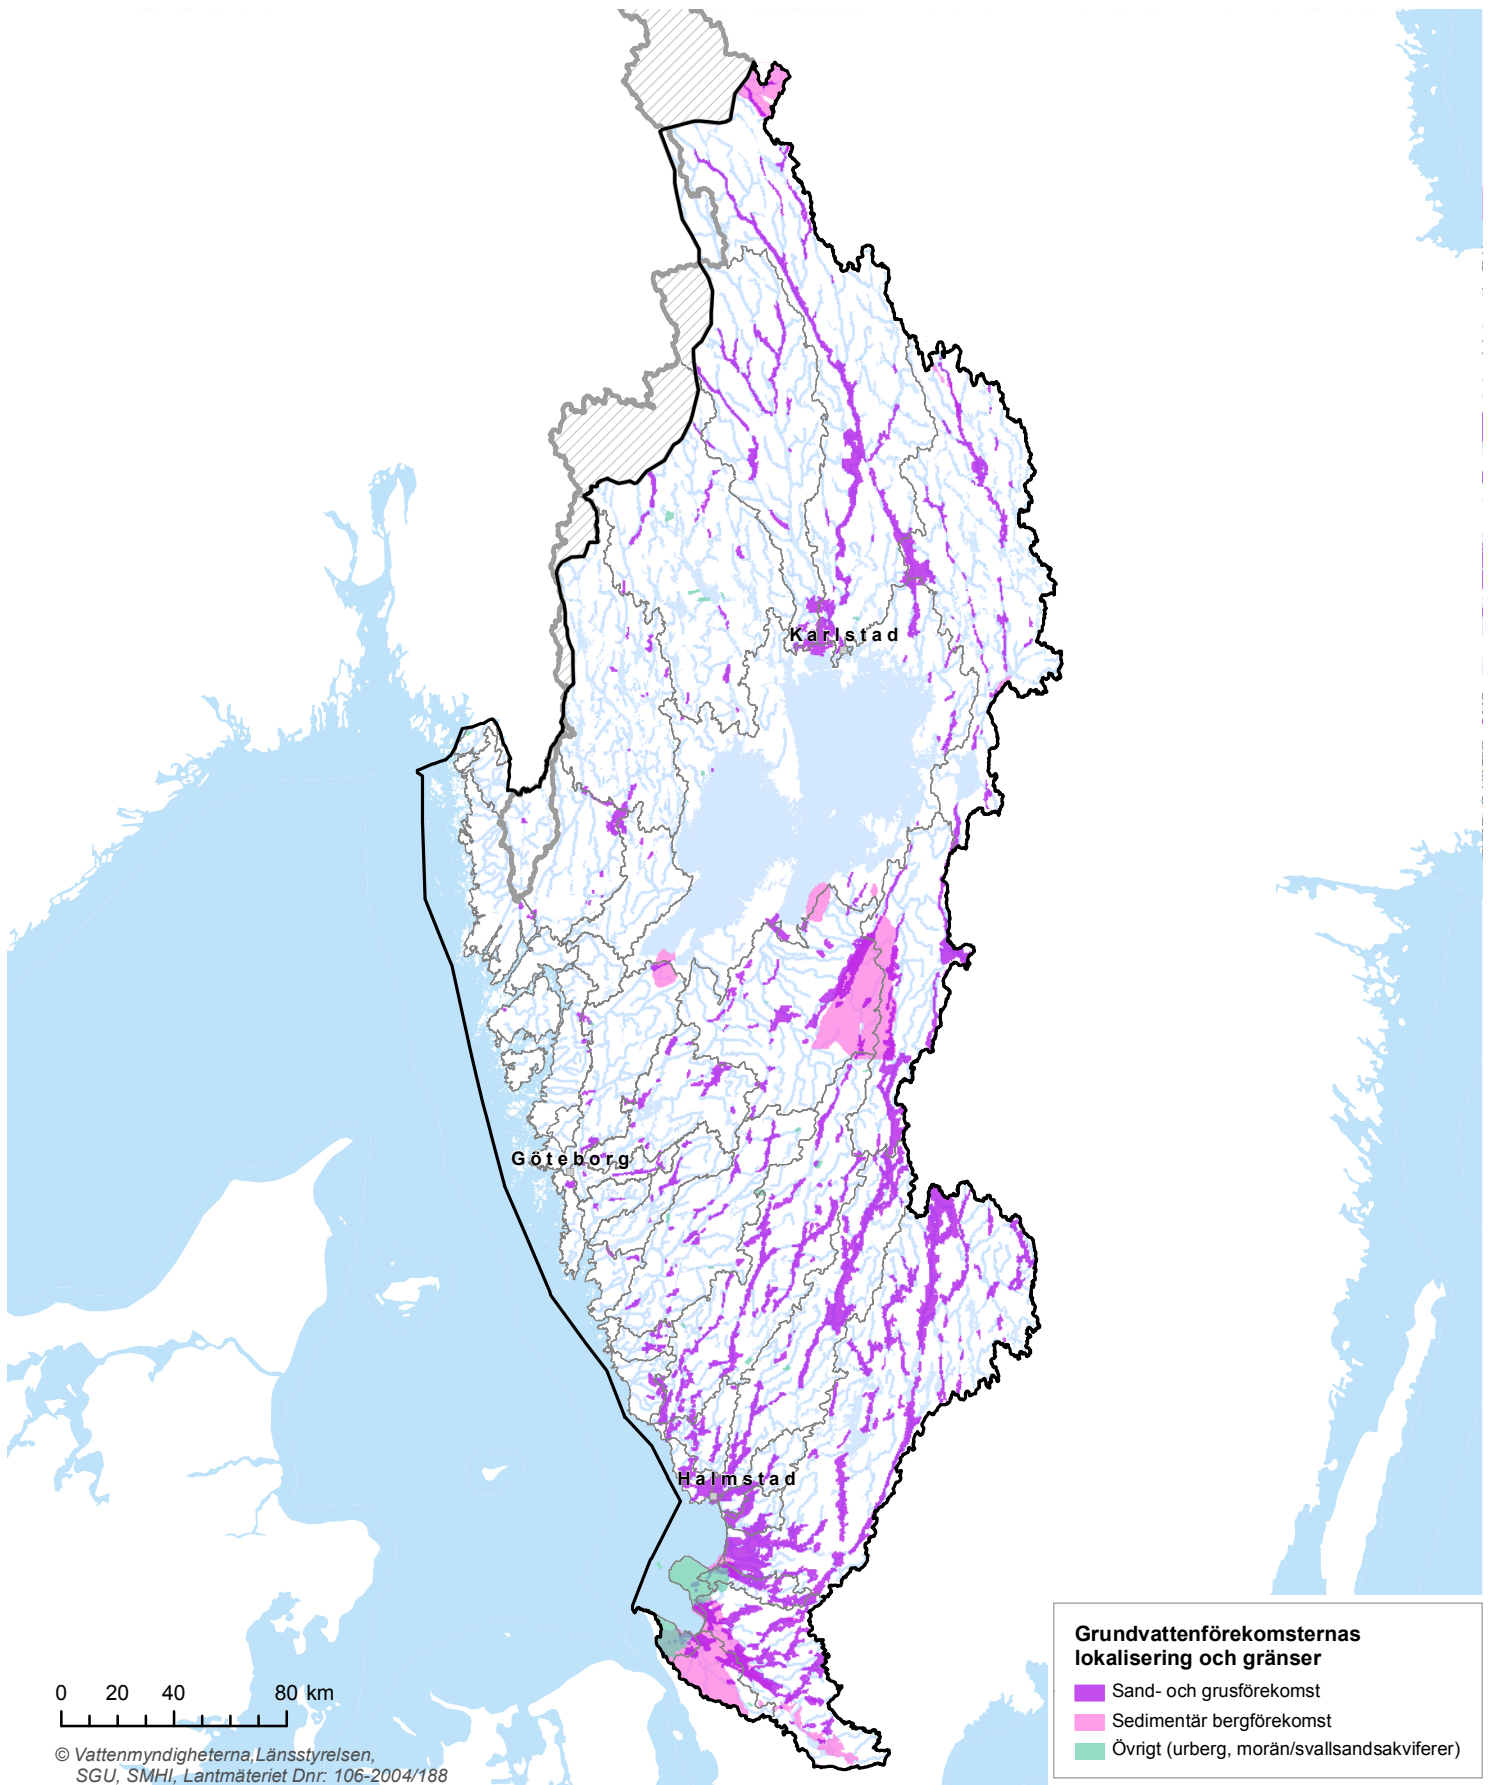 Karlstad
Göteborg
Halmstad
Grundvattenförekomsternas
lokalisering och gränser
Sand- och grusförekomst
Sedimentär bergförekomst
Övrigt (urberg, morän/svallsandsakviferer)
0 20 40 80 km
© Vattenmyndigheterna,Länsstyrelsen,
SGU, SMHI, Lantmäteriet Dnr: 106-2004/188